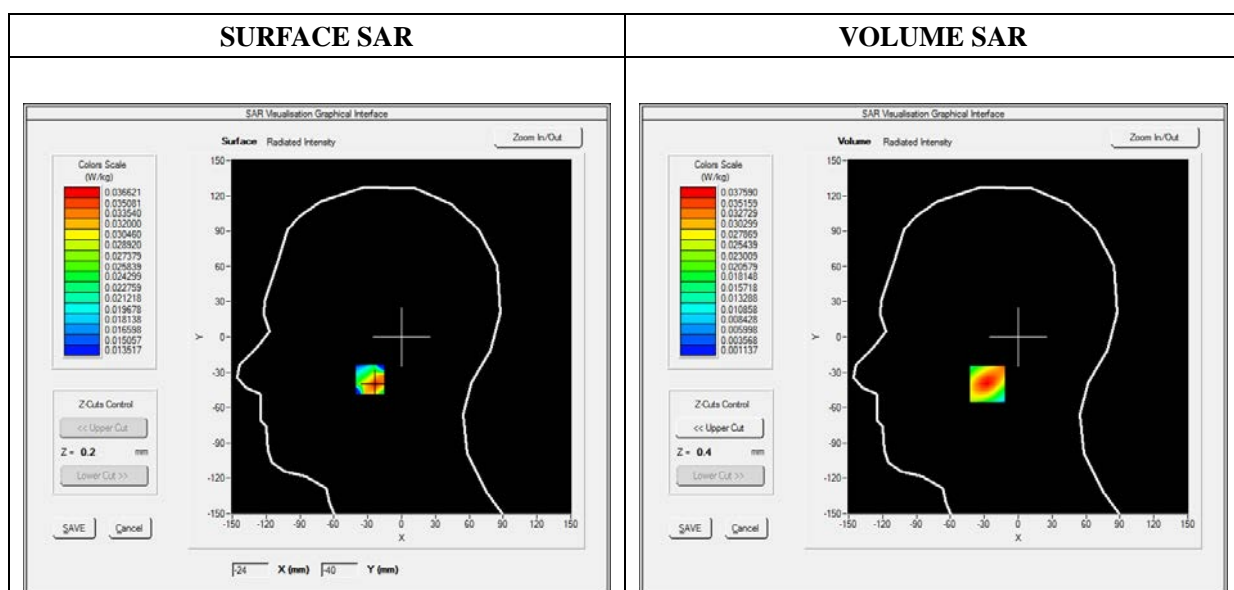 SURFACE SAR
VOLUME SAR
SAR Visualisation Graphical Interface
Surface Radiated Intensity
Zoom In/Out
Colors Scale
(W/kg)
0.036621
0.035081
0.033540
0.032000
0.030460
0.028920
0.027379
0.025839
0.024299
0.022759
0.021218
0.019678
0.018138
0.016598
0.015057
0.013517
Z-Cuts Control
<< Upper Cut
Z = 0.2 mm
Lower Cut >>
SAVE Cancel
150
120
90
60
30
0
-30
-60
-90
-120
-150
Y
-150 -120 -90 -60 -30 0 30 60 90 120 150
X
-24 X (mm) -40 Y (mm)
SAR Visualisation Graphical Interface
Volume Radiated Intensity
Zoom In/Out
Colors Scale
(W/kg)
0.037590
0.035159
0.032729
0.030299
0.027869
0.025439
0.023009
0.020579
0.018148
0.015718
0.013288
0.010858
0.008428
0.005998
0.003568
0.001137
Z-Cuts Control
<< Upper Cut
Z = 0.4 mm
Lower Cut >>
SAVE Cancel
150
120
90
60
30
0
-30
-60
-90
-120
-150
Y
-150 -120 -90 -60 -30 0 30 60 90 120 150
X